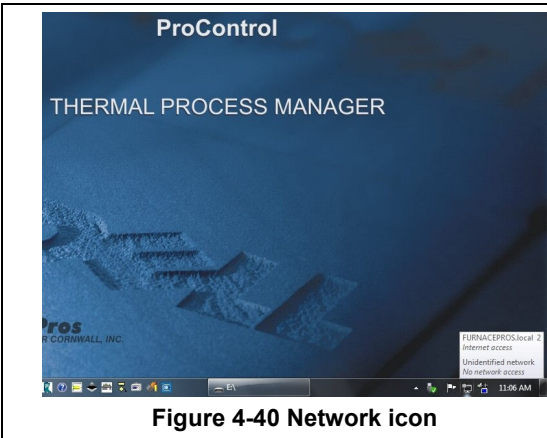 ProControl
THERMAL PROCESS MANAGER
Pros
R CORNWALL, INC.
FURNACEPROS.local 2
Internet access
Unidentified network
No network access
E:\
11:06 AM
Figure 4-40 Network icon